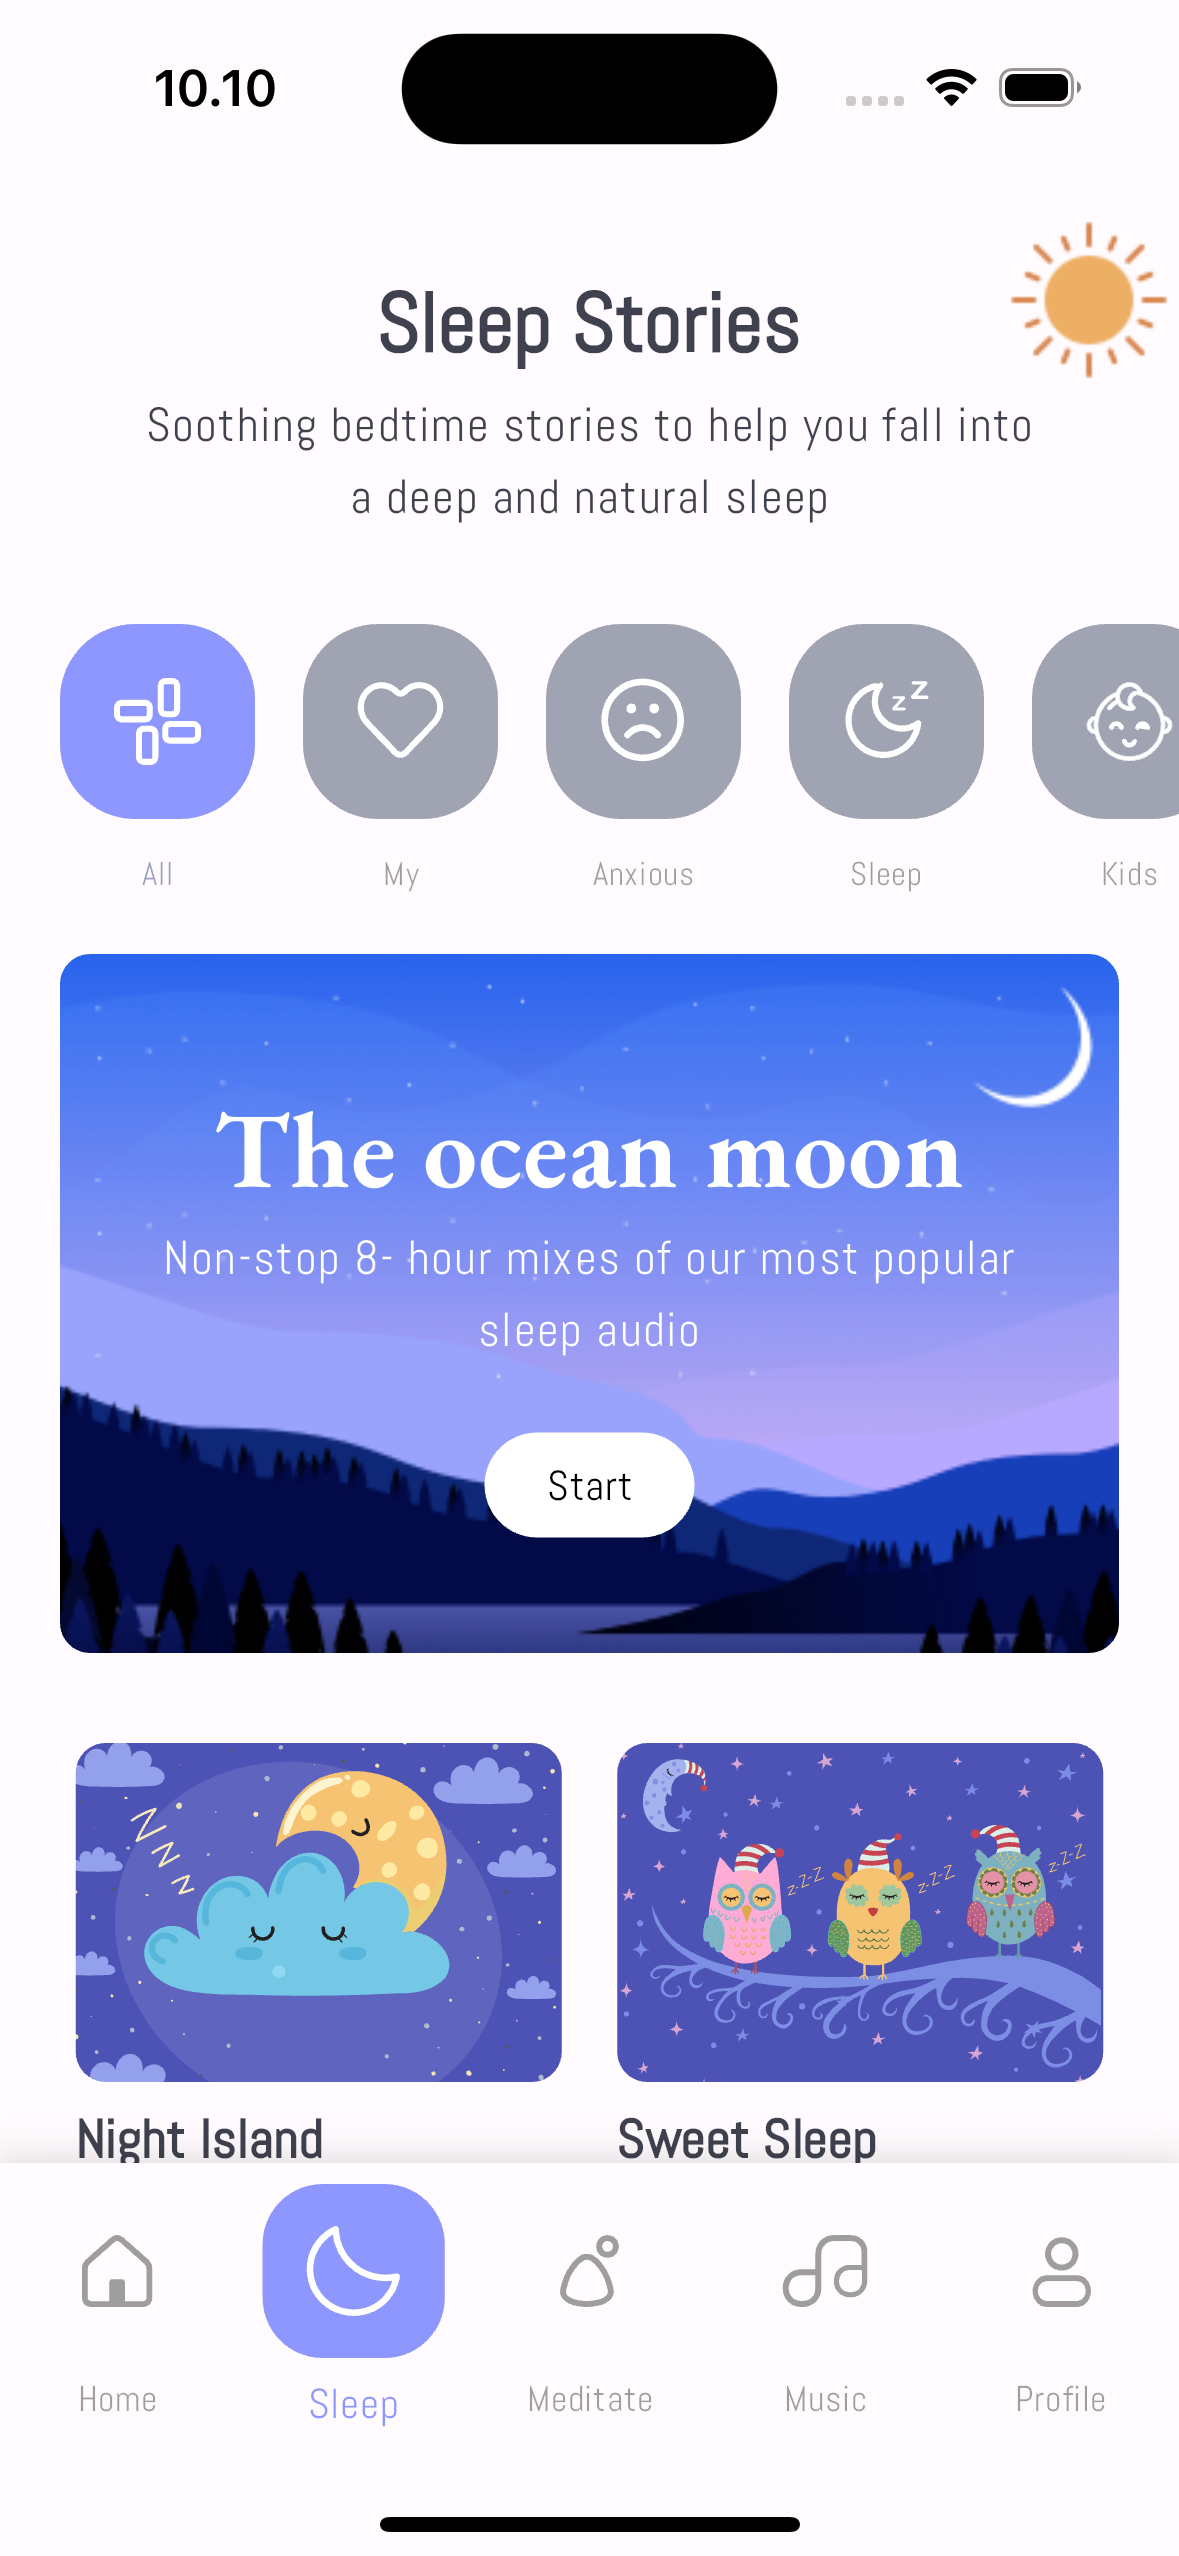 10.10
Sleep Stories
Soothing bedtime stories to help you fall into
a deep and natural sleep
z z
All
My
Anxious
Sleep
Kids
The ocean moon
Non-stop 8- hour mixes of our most popular
sleep audio
Start
Z Z Z
z-Z-Z
z-Z-Z
z-Z-Z
Night Island
Sweet Sleep
Home
Sleep
Meditate
Music
Profile